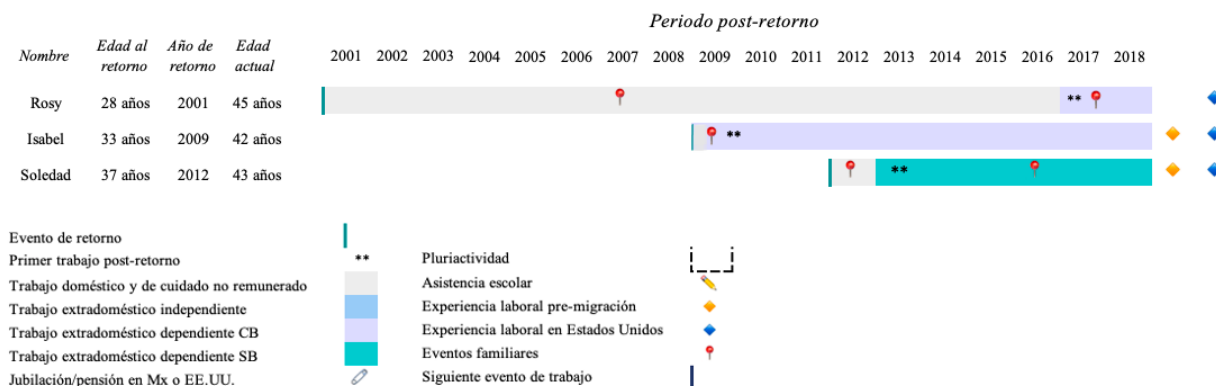 Periodo post-retorno
Nombre Edad al retorno Año de retorno Edad actual 2001 2002 2003 2004 2005 2006 2007 2008 2009 2010 2011 2012 2013 2014 2015 2016 2017 2018
Rosy 28 años 2001 45 años **
Isabel 33 años 2009 42 años **
Soledad 37 años 2012 43 años **
Evento de retorno
Primer trabajo post-retorno ** Pluriactividad
Trabajo doméstico y de cuidado no remunerado Asistencia escolar
Trabajo extradoméstico independiente Experiencia laboral pre-migración
Trabajo extradoméstico dependiente CB Experiencia laboral en Estados Unidos
Trabajo extradoméstico dependiente SB Eventos familiares
Jubilación/pensión en Mx o EE.UU. Siguiente evento de trabajo